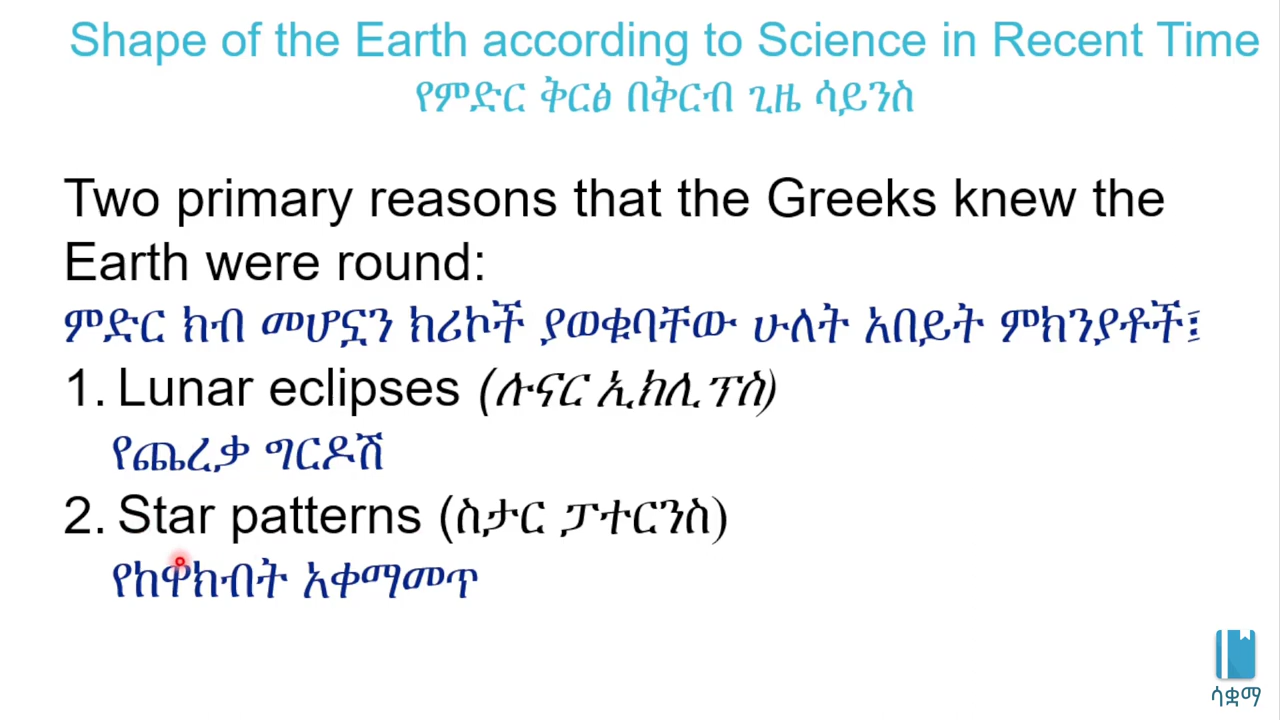 Shape of the Earth according to Science in Recent Time
የምድር ቅርፅ በቅርብ ጊዜ ሳይንስ
Two primary reasons that the Greeks knew the
Earth were round:
ምድር ክብ መሆኗን ክሪኮች ያወቁባቸው ሁለት አበይት ምክንያቶች፤
1. Lunar eclipses (ሉናር ኢክሊፕስ)
የጨረቃ ግርዶሽ
2. Star patterns (ስታር ፓተርንስ)
የከዋክብት አቀማመጥ
ሳቋማ